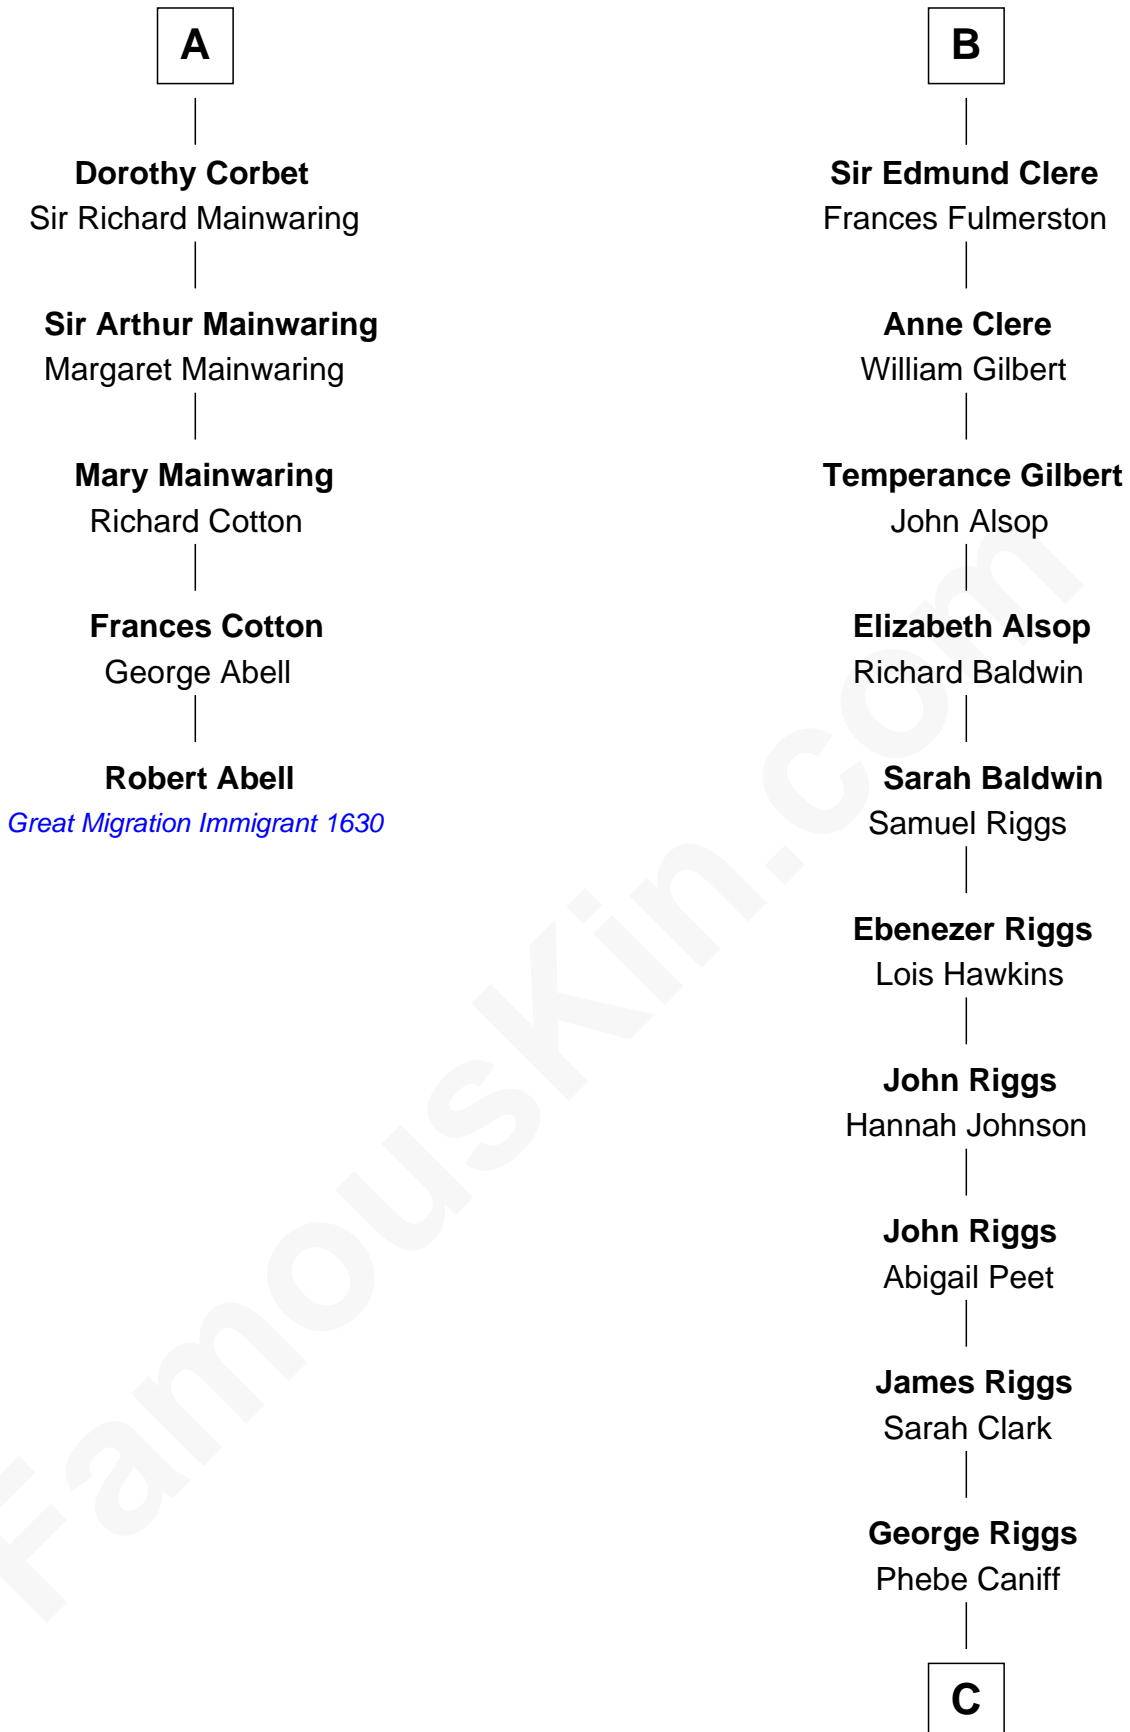 A
Dorothy Corbet
Sir Richard Mainwaring
Sir Arthur Mainwaring
Margaret Mainwaring
Mary Mainwaring
Richard Cotton
Frances Cotton
George Abell
Robert Abell
Great Migration Immigrant 1630
B
Sir Edmund Clere
Frances Fulmerston
Anne Clere
William Gilbert
Temperance Gilbert
John Alsop
Elizabeth Alsop
Richard Baldwin
Sarah Baldwin
Samuel Riggs
Ebenezer Riggs
Lois Hawkins
John Riggs
Hannah Johnson
John Riggs
Abigail Peet
James Riggs
Sarah Clark
George Riggs
Phebe Caniff
C
FamousKin.com